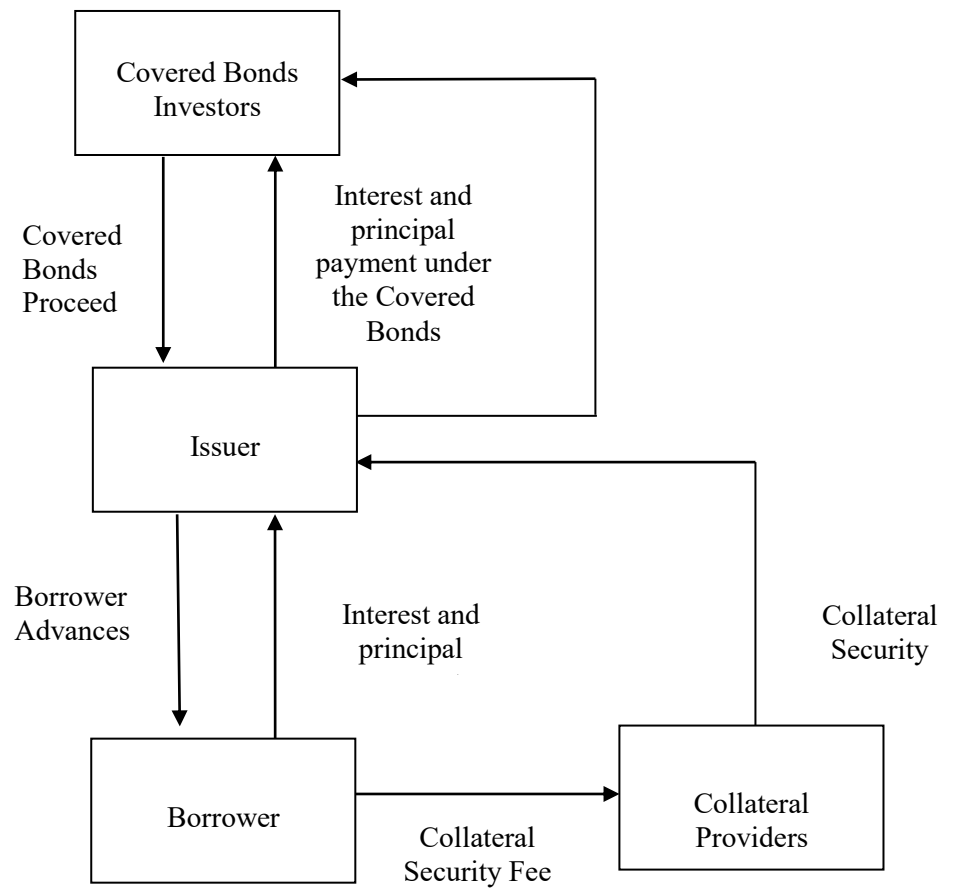 Covered Bonds
Investors
Covered
Bonds
Proceed
Interest and
principal
payment under
the Covered
Bonds
Issuer
Borrower
Advances
Interest and
principal
Collateral
Security
Borrower
Collateral
Security Fee
Collateral
Providers